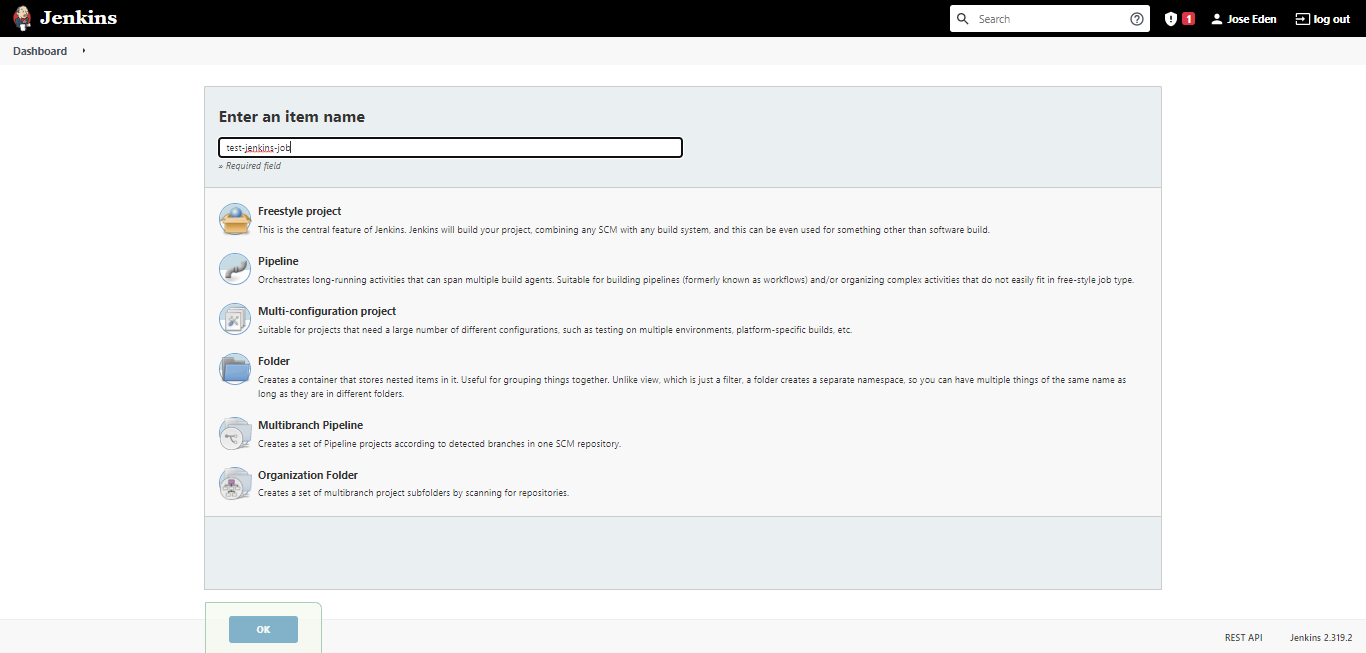 Jenkins
Search
1
Jose Eden
log out
Dashboard
Enter an item name
test-jenkins-job
» Required field
Freestyle project
This is the central feature of Jenkins. Jenkins will build your project, combining any SCM with any build system, and this can be even used for something other than software build.
Pipeline
Orchestrates long-running activities that can span multiple build agents. Suitable for building pipelines (formerly known as workflows) and/or organizing complex activities that do not easily fit in free-style job type.
Multi-configuration project
Suitable for projects that need a large number of different configurations, such as testing on multiple environments, platform-specific builds, etc.
Folder
Creates a container that stores nested items in it. Useful for grouping things together. Unlike view, which is just a filter, a folder creates a separate namespace, so you can have multiple things of the same name as
long as they are in different folders.
Multibranch Pipeline
Creates a set of Pipeline projects according to detected branches in one SCM repository.
Organization Folder
Creates a set of multibranch project subfolders by scanning for repositories.
OK
REST API
Jenkins 2.319.2